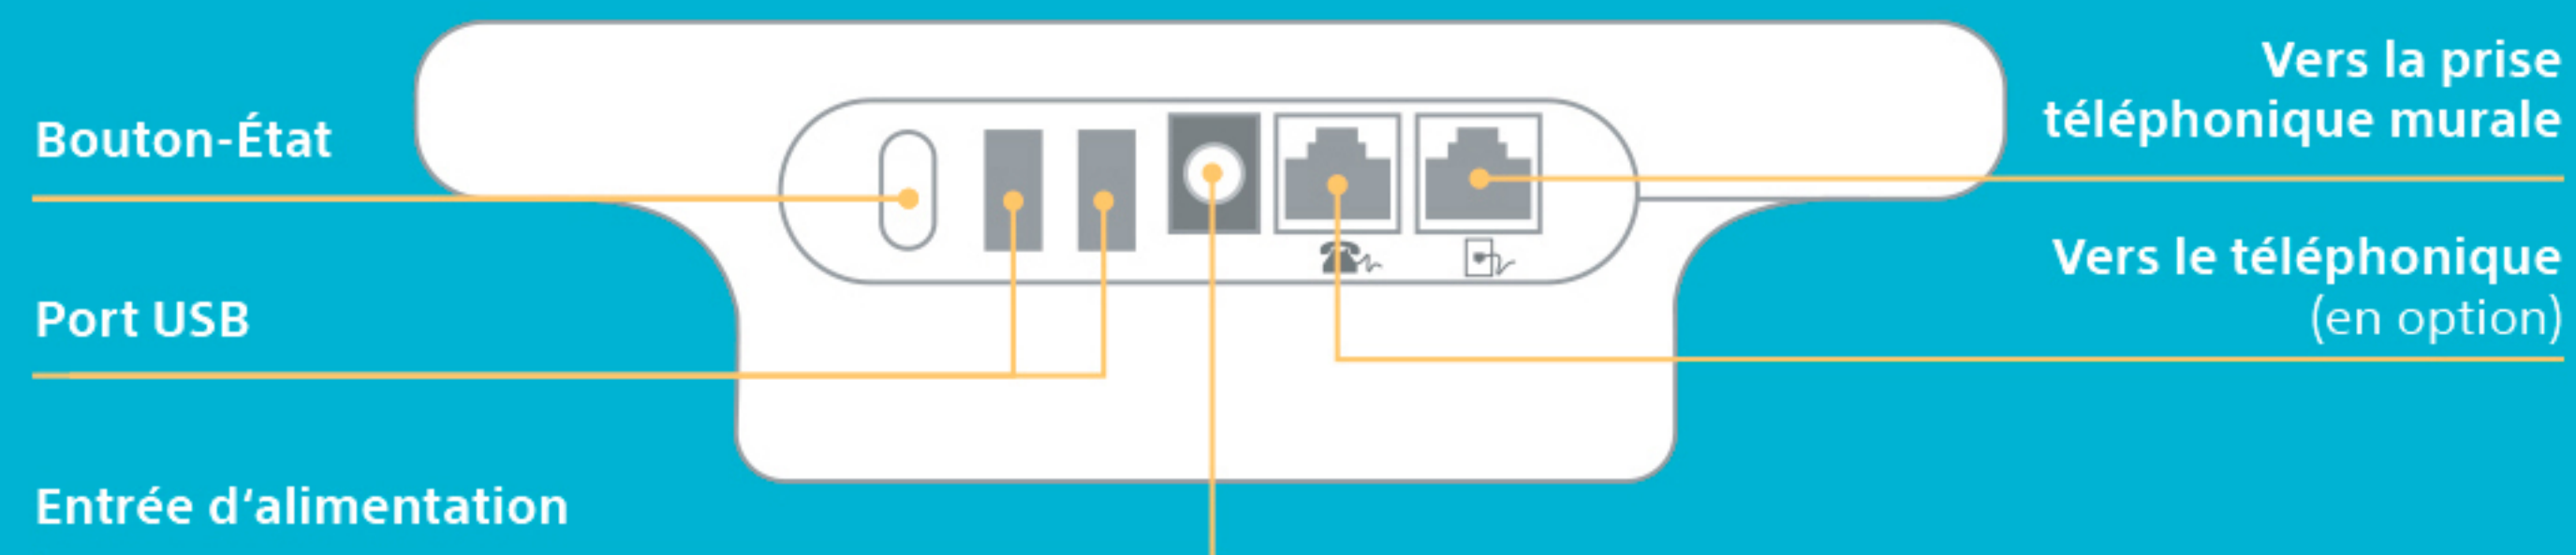 Bouton-État
Port USB
Entrée d‘alimentation
Vers la prise
téléphonique murale
Vers le téléphonique
(en option)